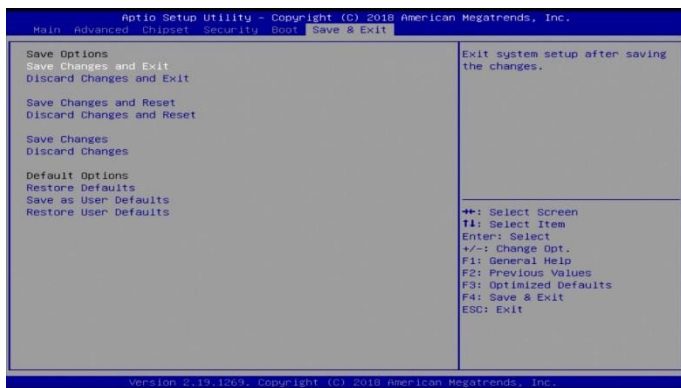 Aptio Setup Utility – Copyright (C) 2018 American Megatrends, Inc.
Main Advanced Chipset Security Boot Save & Exit
Save Options
Save Changes and Exit
Discard Changes and Exit
Save Changes and Reset
Discard Changes and Reset
Save Changes
Discard Changes
Default Options
Restore Defaults
Save as User Defaults
Restore User Defaults
Exit system setup after saving
the changes.
→←: Select Screen
↑↓: Select Item
Enter: Select
+/-: Change Opt.
F1: General Help
F2: Previous Values
F3: Optimized Defaults
F4: Save & Exit
ESC: Exit
Version 2.19.1269. Copyright (C) 2018 American Megatrends, Inc.